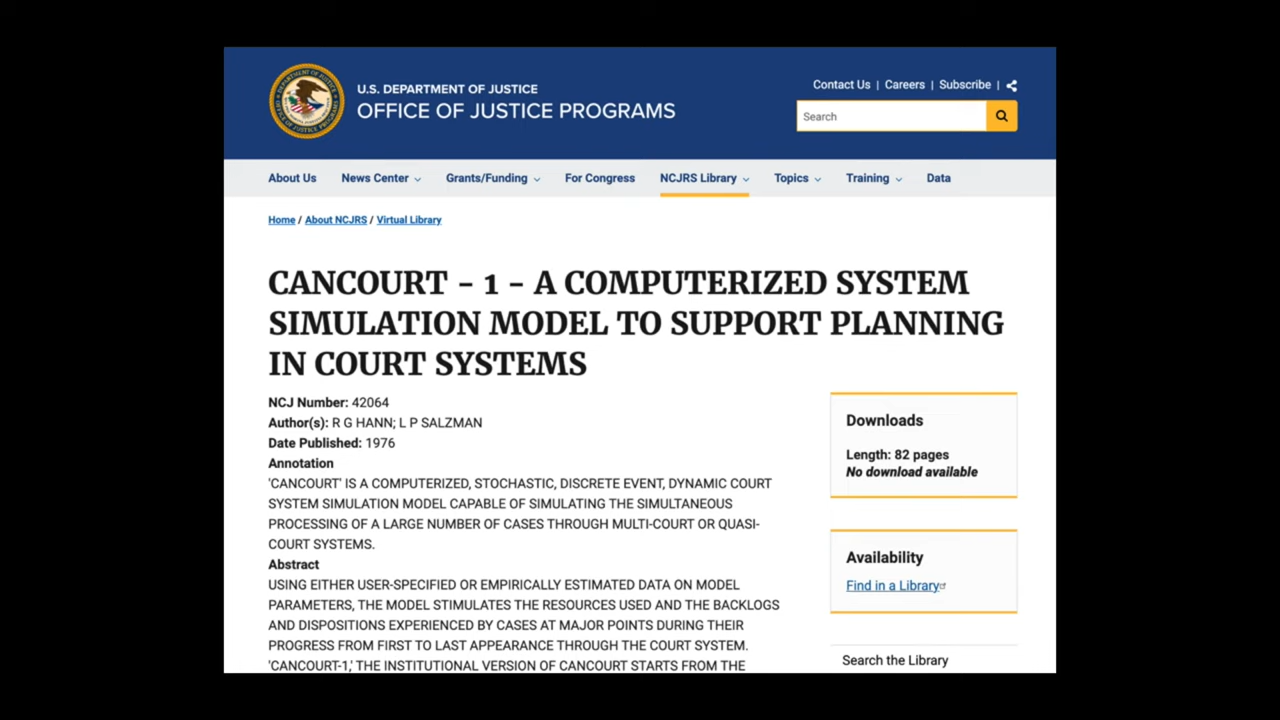 U.S. DEPARTMENT OF JUSTICE
OFFICE OF JUSTICE PROGRAMS
Contact Us | Careers | Subscribe |
Search
About Us News Center Grants/Funding For Congress NCJRS Library Topics Training Data
Home / About NCJRS / Virtual Library
CANCOURT - 1 - A COMPUTERIZED SYSTEM
SIMULATION MODEL TO SUPPORT PLANNING
IN COURT SYSTEMS
NCJ Number: 42064
Author(s): R G HANN; L P SALZMAN
Date Published: 1976
Annotation
'CANCOURT' IS A COMPUTERIZED, STOCHASTIC, DISCRETE EVENT, DYNAMIC COURT
SYSTEM SIMULATION MODEL CAPABLE OF SIMULATING THE SIMULTANEOUS
PROCESSING OF A LARGE NUMBER OF CASES THROUGH MULTI-COURT OR QUASI-
COURT SYSTEMS.
Abstract
USING EITHER USER-SPECIFIED OR EMPIRICALLY ESTIMATED DATA ON MODEL
PARAMETERS, THE MODEL STIMULATES THE RESOURCES USED AND THE BACKLOGS
AND DISPOSITIONS EXPERIENCED BY CASES AT MAJOR POINTS DURING THEIR
PROGRESS FROM FIRST TO LAST APPEARANCE THROUGH THE COURT SYSTEM.
'CANCOURT-1,' THE INSTITUTIONAL VERSION OF CANCOURT STARTS FROM THE
Downloads
Length: 82 pages
No download available
Availability
Find in a Library
Search the Library